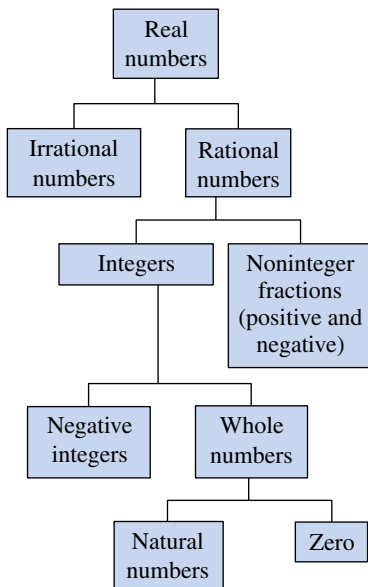 Real
numbers
Irrational
numbers
Rational
numbers
Integers
Noninteger
fractions
(positive and
negative)
Negative
integers
Whole
numbers
Natural
numbers
Zero